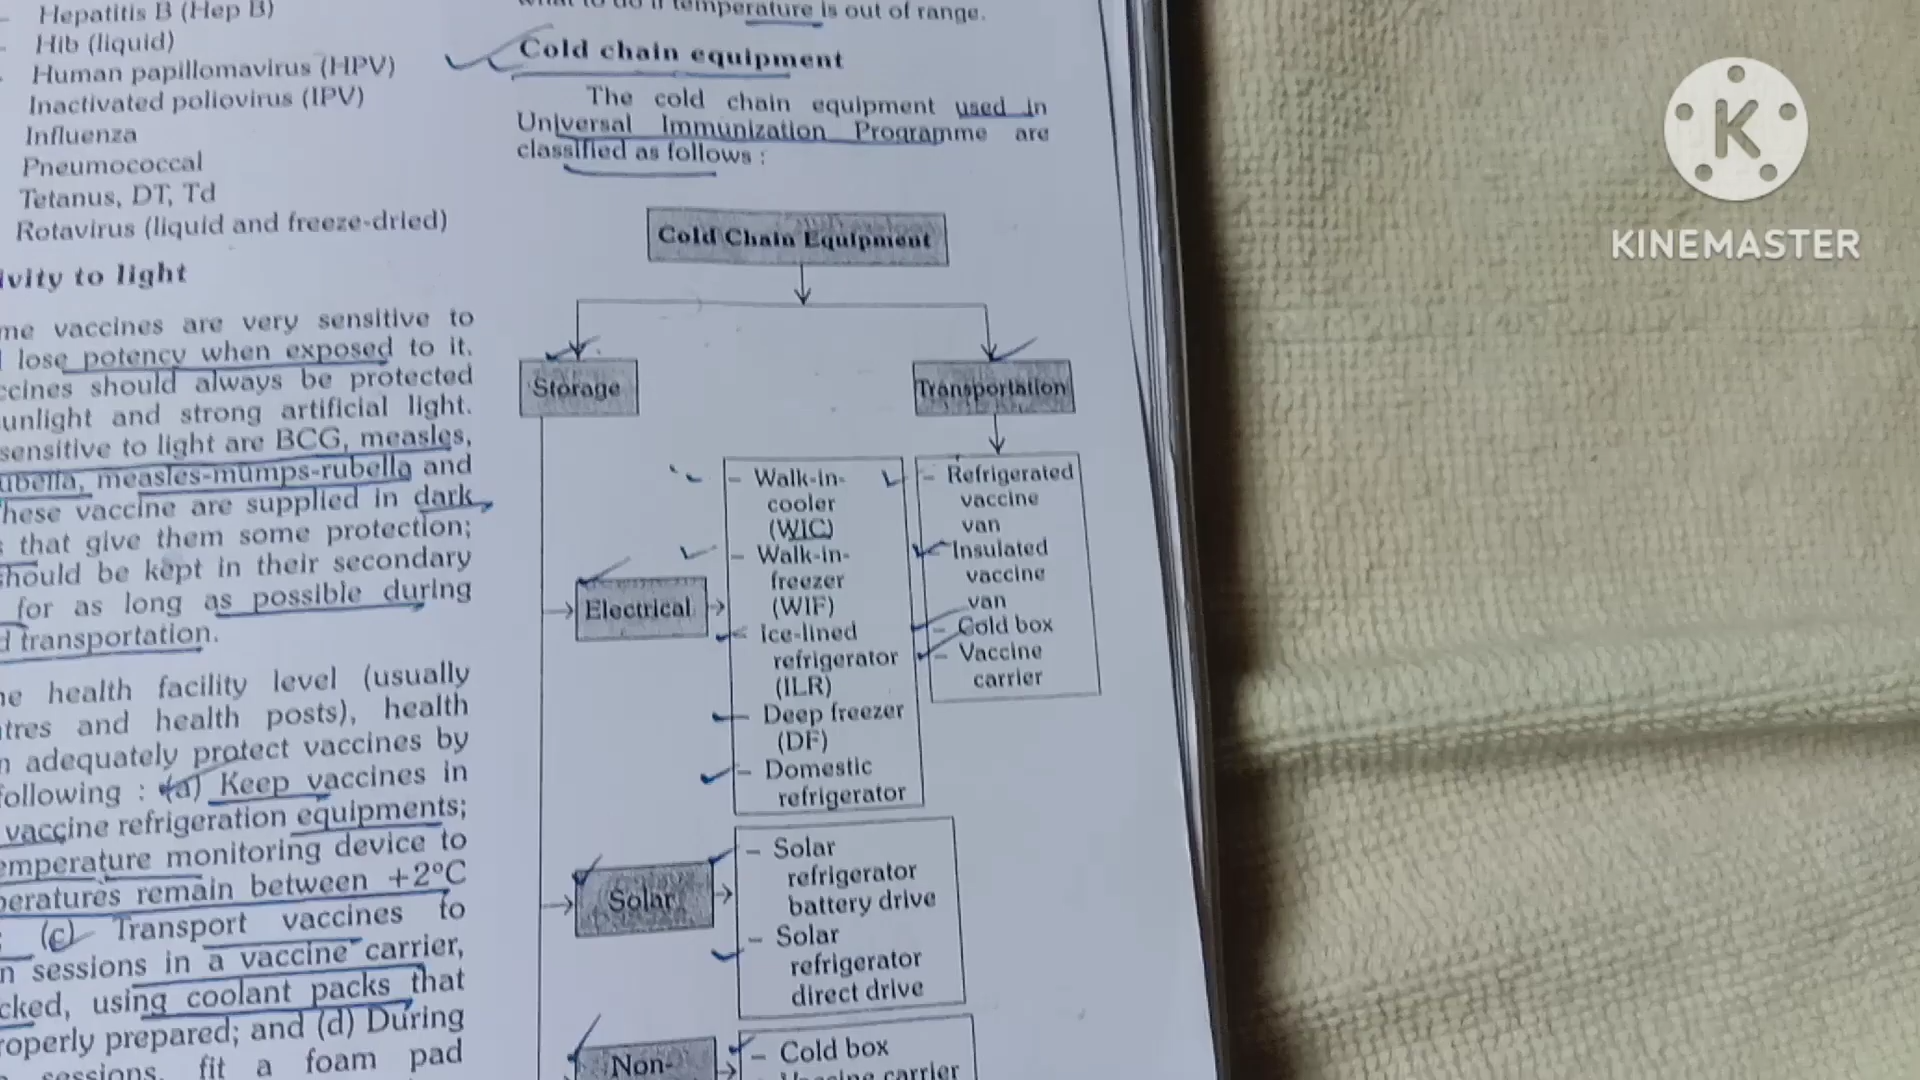 Hepatitis B (Hep B)
Hib (liquid)
Human papillomavirus (HPV)
Inactivated poliovirus (IPV)
Influenza
Pneumococcal
Tetanus, DT, Td
Rotavirus (liquid and freeze-dried)
ivity to light
me vaccines are very sensitive to
lose potency when exposed to it.
ccines should always be protected
unlight and strong artificial light.
sensitive to light are BCG, measles,
ubella, measles-mumps-rubella and
hese vaccine are supplied in dark
s that give them some protection;
should be kept in their secondary
for as long as possible during
d transportation.
ne health facility level (usually
tres and health posts), health
n adequately protect vaccines by
following : (a) Keep vaccines in
vaccine refrigeration equipments;
emperature monitoring device to
peratures remain between +2°C
; (c) Transport vaccines to
n sessions in a vaccine carrier,
cked, using coolant packs that
roperly prepared; and (d) During
sessions, fit a foam pad
what to do if temperature is out of range.
Cold chain equipment
The cold chain equipment used in
Universal Immunization Programme are
classified as follows :
Cold Chain Equipment
Storage
Transportation
Electrical
– Walk-in-
cooler
(WIC)
– Walk-in-
freezer
(WIF)
– Ice-lined
refrigerator
(ILR)
– Deep freezer
(DF)
– Domestic
refrigerator
– Refrigerated
vaccine
van
– Insulated
vaccine
van
– Cold box
– Vaccine
carrier
Solar
– Solar
refrigerator
battery drive
– Solar
refrigerator
direct drive
Non-
– Cold box
Vaccine carrier
K
KINEMASTER